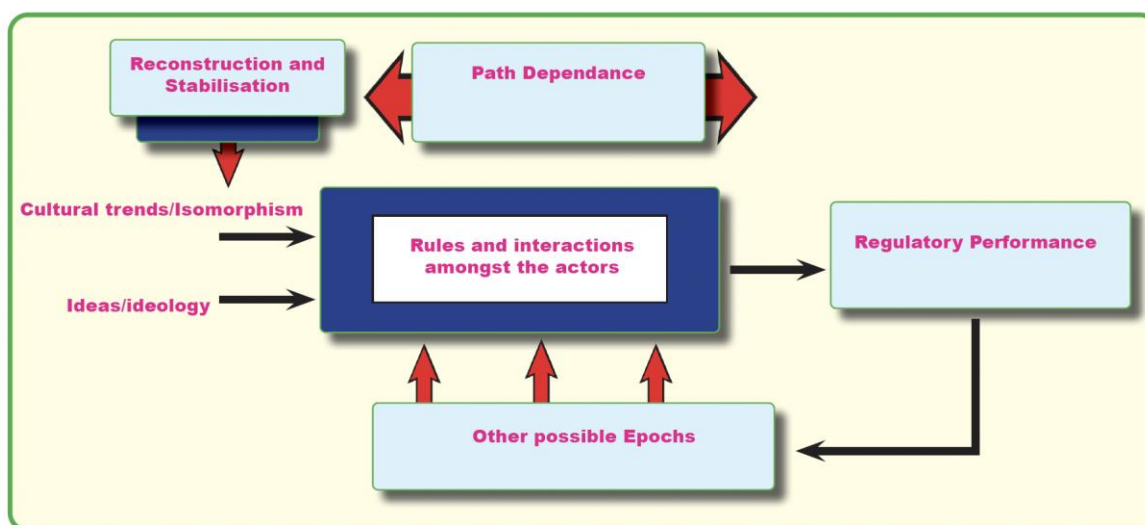 Reconstruction and
Stabilisation
Path Dependance
Cultural trends/Isomorphism
Rules and interactions
amongst the actors
Regulatory Performance
Ideas/ideology
Other possible Epochs